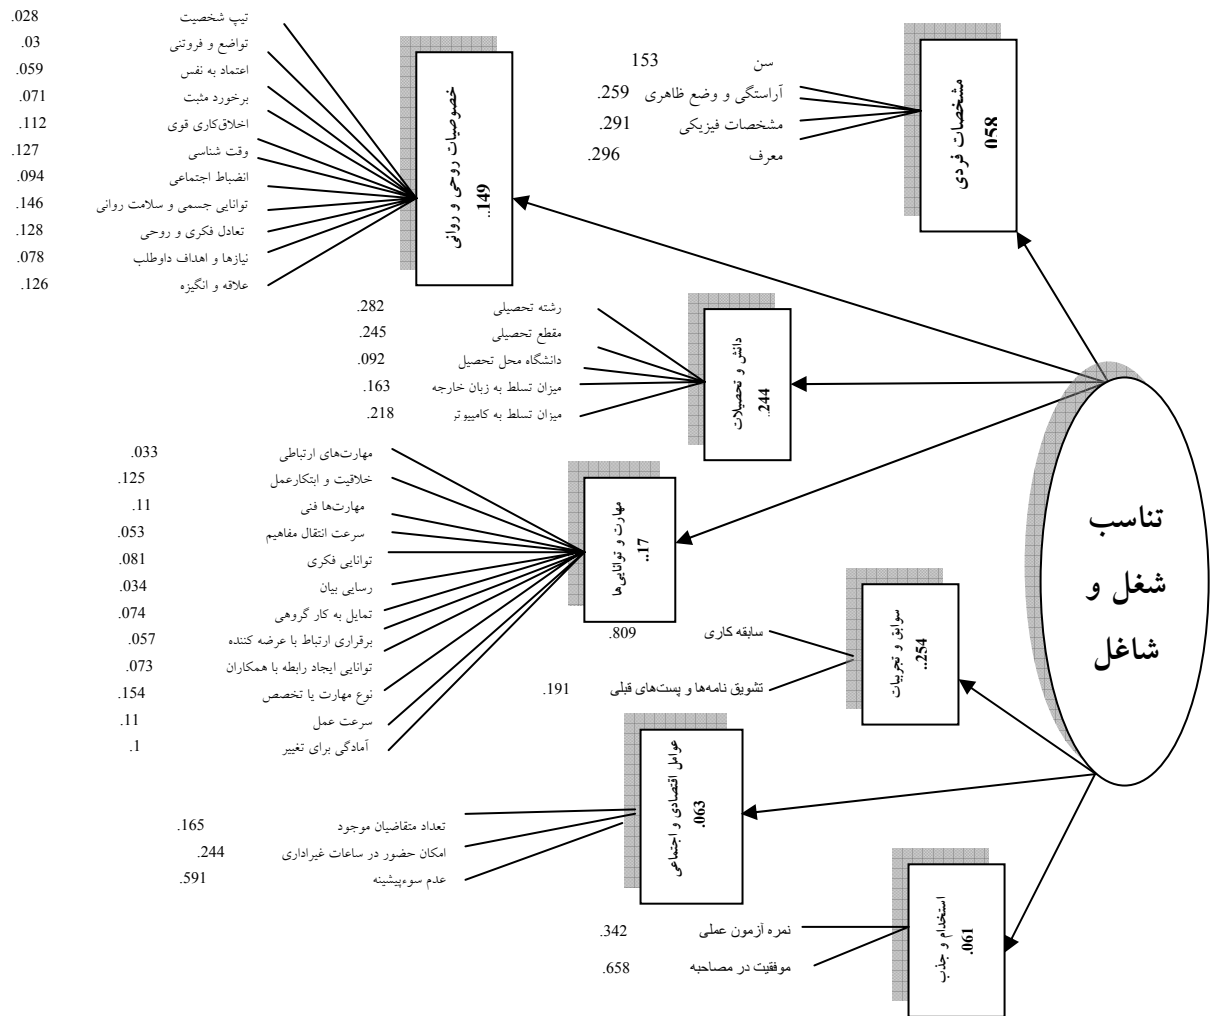 تناسب
شغل و
شاغل
مشخصات فردی
058
سن 153
آراستگی و وضع ظاهری .259
مشخصات فیزیکی .291
معرف .296
خصوصیات روحی و روانی
..149
تیپ شخصیت .028
تواضع و فروتنی .03
اعتماد به نفس .059
برخورد مثبت .071
اخلاق‌کاری قوی .112
وقت شناسی .127
انضباط اجتماعی .094
توانایی جسمی و سلامت روانی .146
تعادل فکری و روحی .128
نیازها و اهداف داوطلب .078
علاقه و انگیزه .126
دانش و تحصیلات
..244
رشته تحصیلی .282
مقطع تحصیلی .245
دانشگاه محل تحصیل .092
میزان تسلط به زبان خارجه .163
میزان تسلط به کامپیوتر .218
مهارت و توانایی‌ها
..17
مهارت‌های ارتباطی .033
خلاقیت و ابتکارعمل .125
مهارت‌ها فنی .11
سرعت انتقال مفاهیم .053
توانایی فکری .081
رسایی بیان .034
تمایل به کار گروهی .074
برقراری ارتباط با عرضه کننده .057
توانایی ایجاد رابطه با همکاران .073
نوع مهارت یا تخصص .154
سرعت عمل .11
آمادگی برای تغییر .1
سوابق و تجربیات
..254
سابقه کاری .809
تشویق نامه‌ها و پست‌های قبلی .191
عوامل اقتصادی و اجتماعی
.063
تعداد متقاضیان موجود .165
امکان حضور در ساعات غیراداری .244
عدم سوءپیشینه .591
استخدام و جذب
.061
نمره آزمون عملی .342
موفقیت در مصاحبه .658